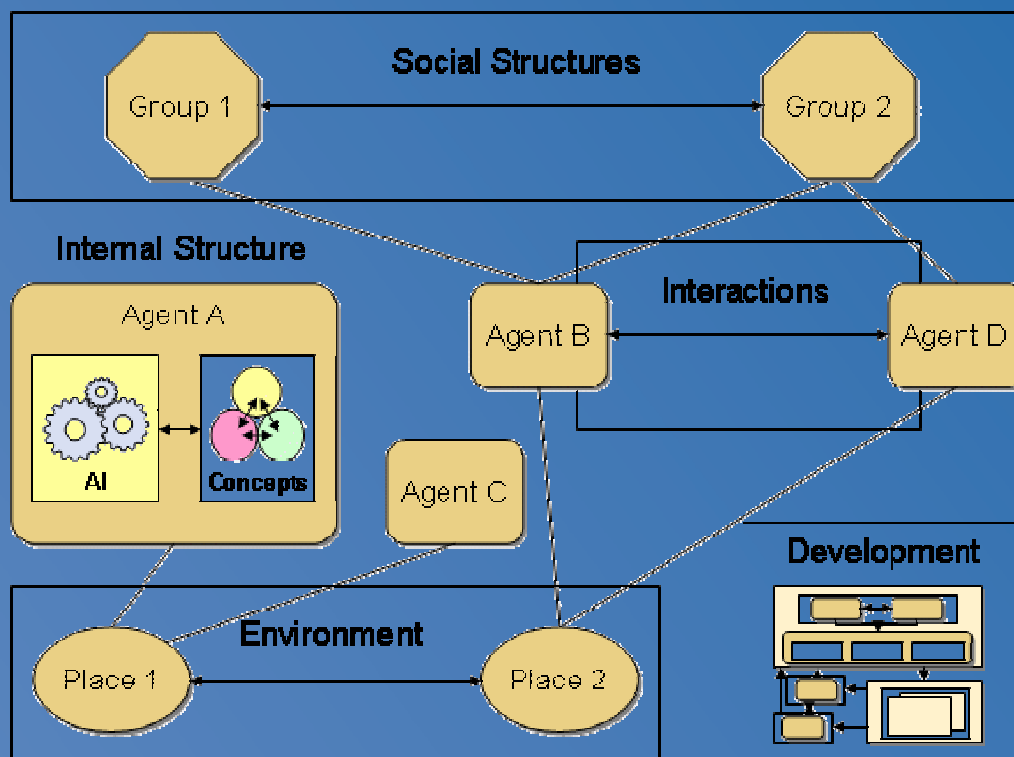 Social Structures
Group 1
Group 2
Internal Structure
Agent A
AI
Concepts
Agent B
Interactions
Agent D
Agent C
Development
Environment
Place 1
Place 2